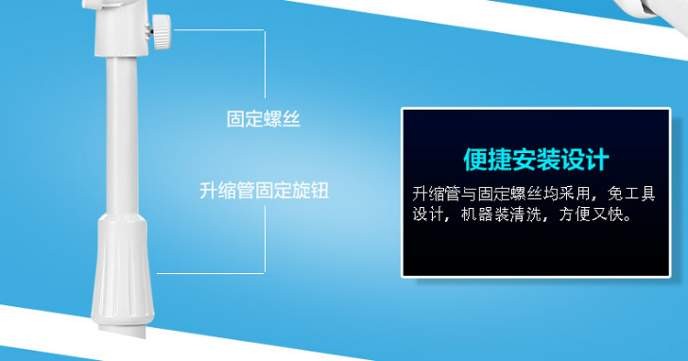 固定螺丝
升缩管固定旋钮
便捷安装设计
升缩管与固定螺丝均采用，免工具
设计，机器装清洗，方便又快。